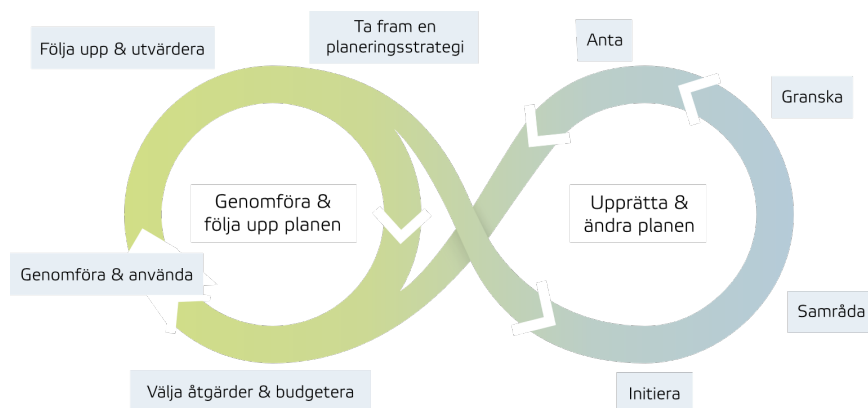 Ta fram en
planeringsstrategi
Följa upp & utvärdera
Anta
Granska
Genomföra &
följa upp planen
Upprätta &
ändra planen
Genomföra & använda
Samråda
Välja åtgärder & budgetera
Initiera